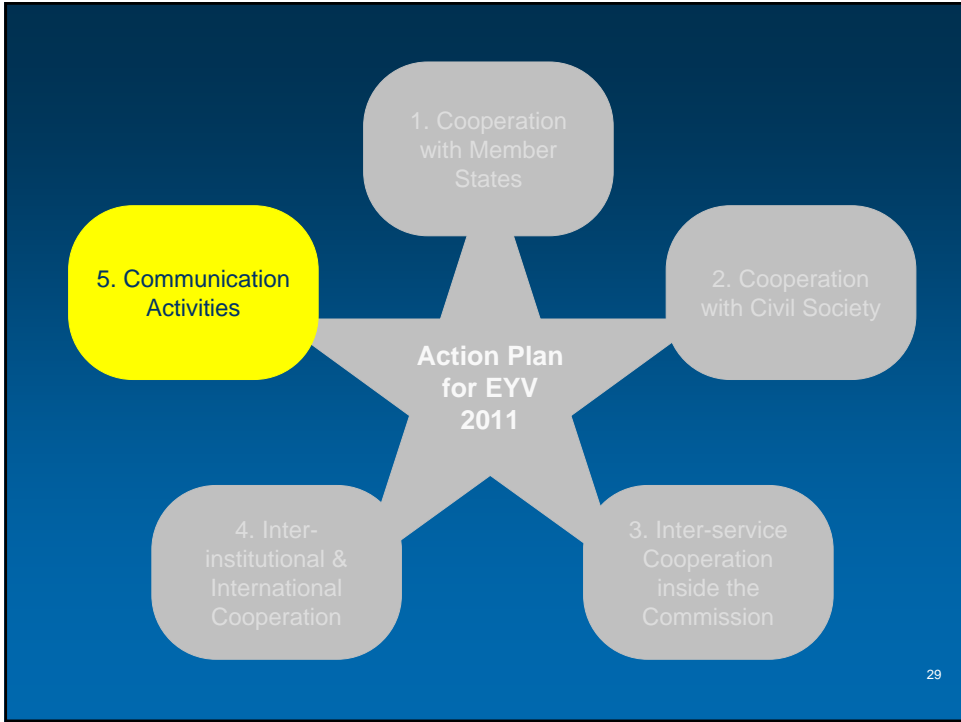 1. Cooperation
with Member
States
5. Communication
Activities
2. Cooperation
with Civil Society
Action Plan
for EYV
2011
4. Inter-
institutional &
International
Cooperation
3. Inter-service
Cooperation
inside the
Commission
29